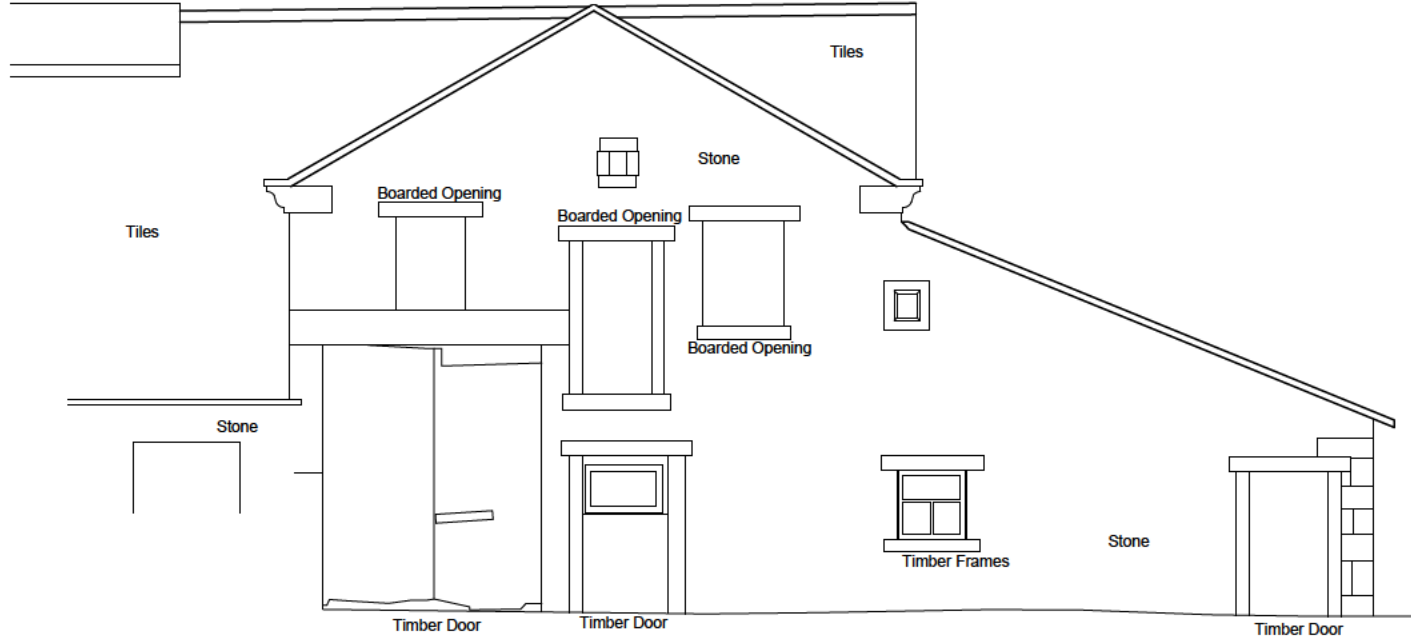 Tiles
Stone
Boarded Opening
Boarded Opening
Tiles
Boarded Opening
Stone
Stone
Timber Frames
Timber Door
Timber Door
Timber Door